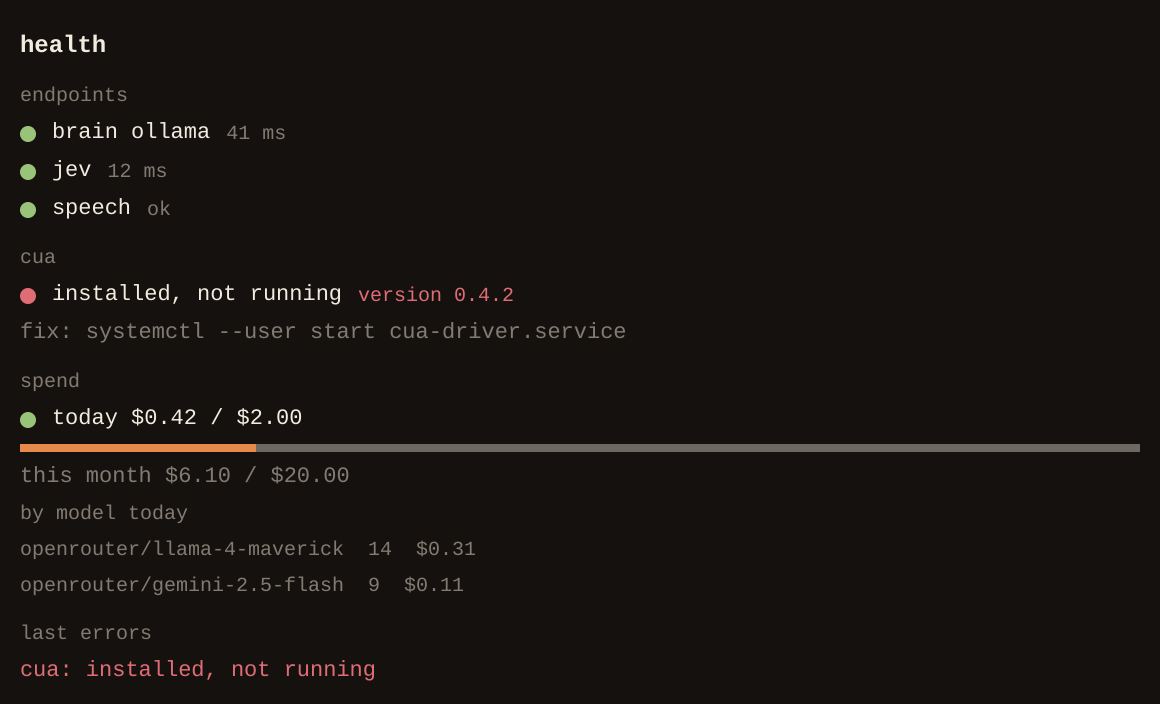 health
endpoints
brain ollama 41 ms
jev 12 ms
speech ok
cua
installed, not running version 0.4.2
fix: systemctl --user start cua-driver.service
spend
today $0.42 / $2.00
this month $6.10 / $20.00
by model today
openrouter/llama-4-maverick 14 $0.31
openrouter/gemini-2.5-flash 9 $0.11
last errors
cua: installed, not running